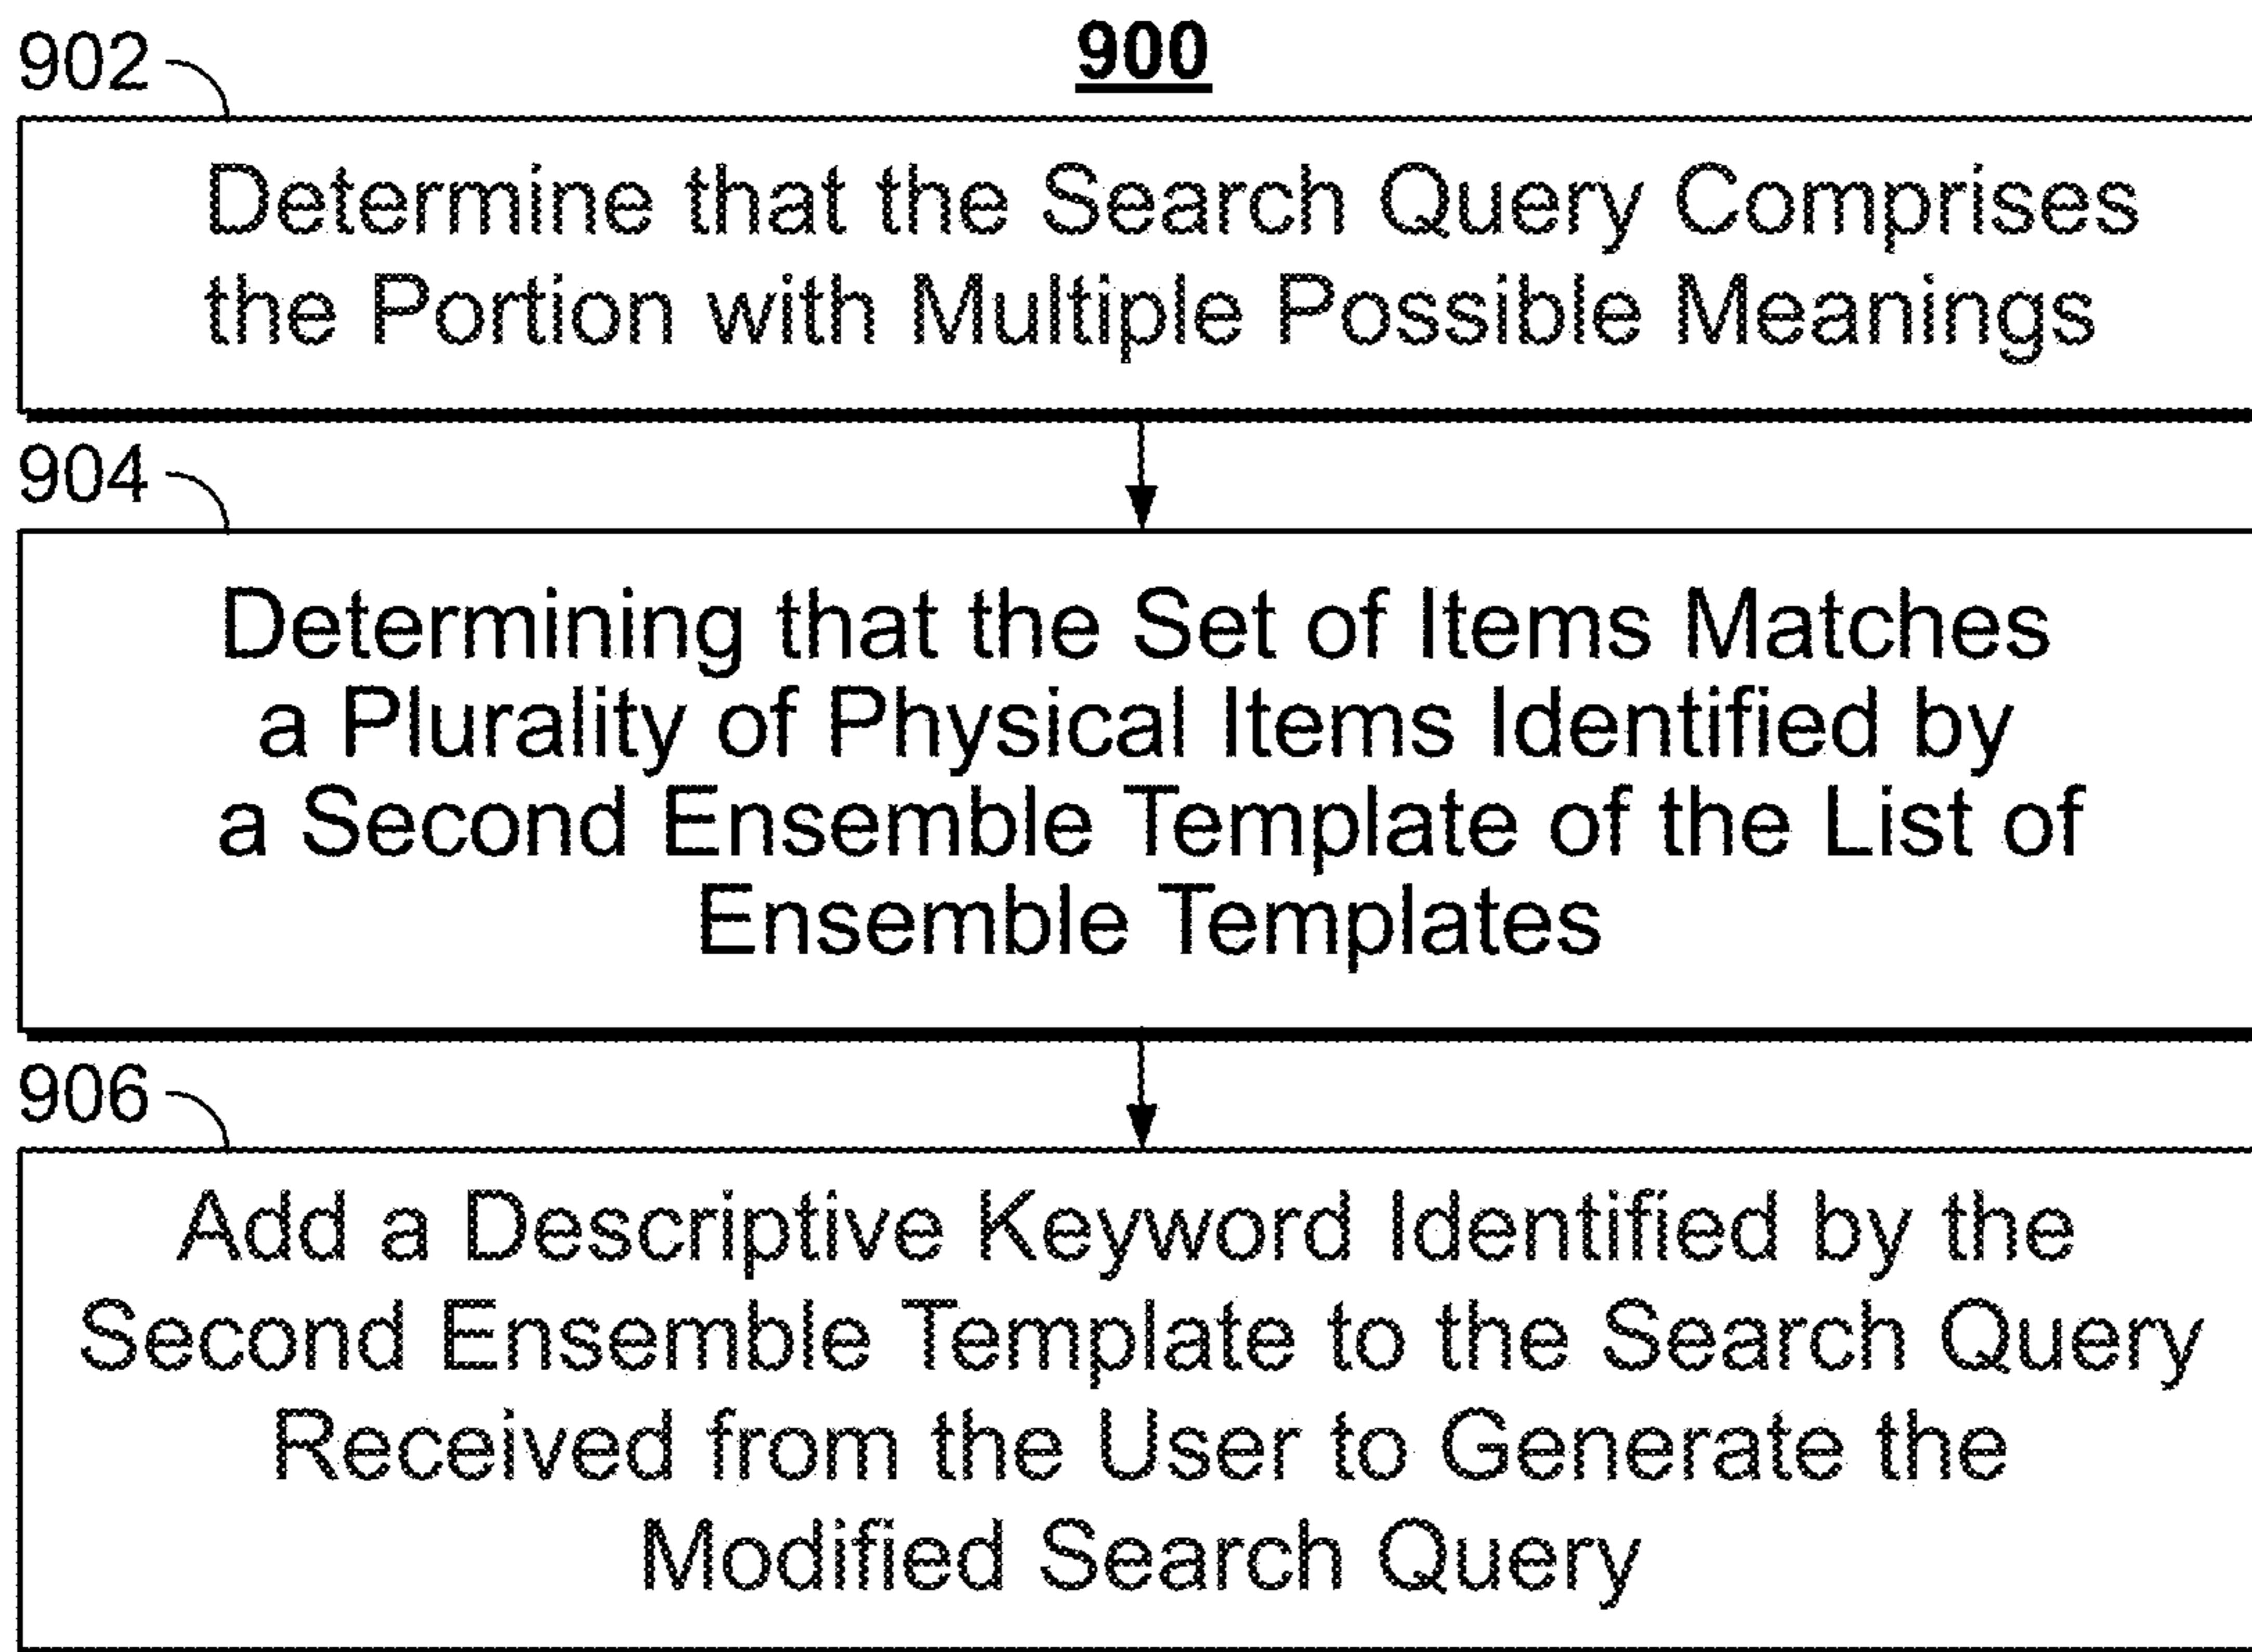 900
902
Determine that the Search Query Comprises
the Portion with Multiple Possible Meanings
904
Determining that the Set of Items Matches
a Plurality of Physical Items Identified by
a Second Ensemble Template of the List of
Ensemble Templates
906
Add a Descriptive Keyword Identified by the
Second Ensemble Template to the Search Query
Received from the User to Generate the
Modified Search Query